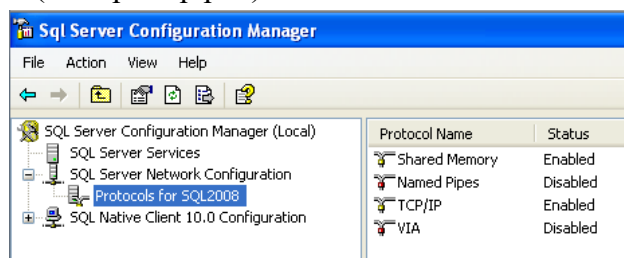 Sql Server Configuration Manager
File Action View Help
SQL Server Configuration Manager (Local)
SQL Server Services
SQL Server Network Configuration
Protocols for SQL2008
SQL Native Client 10.0 Configuration
Protocol Name Status
Shared Memory Enabled
Named Pipes Disabled
TCP/IP Enabled
VIA Disabled